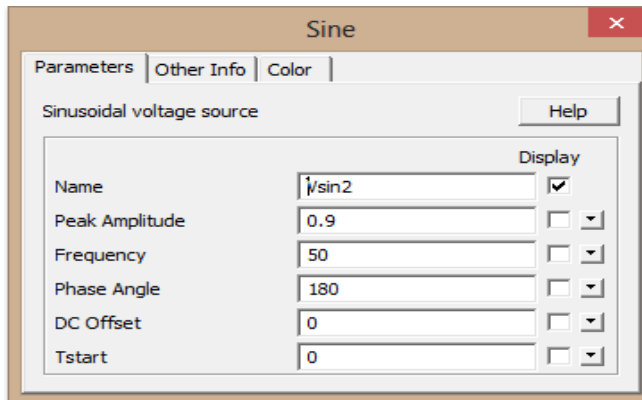 Sine
Parameters Other Info Color
Sinusoidal voltage source Help
Display
Name Vsin2
Peak Amplitude 0.9
Frequency 50
Phase Angle 180
DC Offset 0
Tstart 0